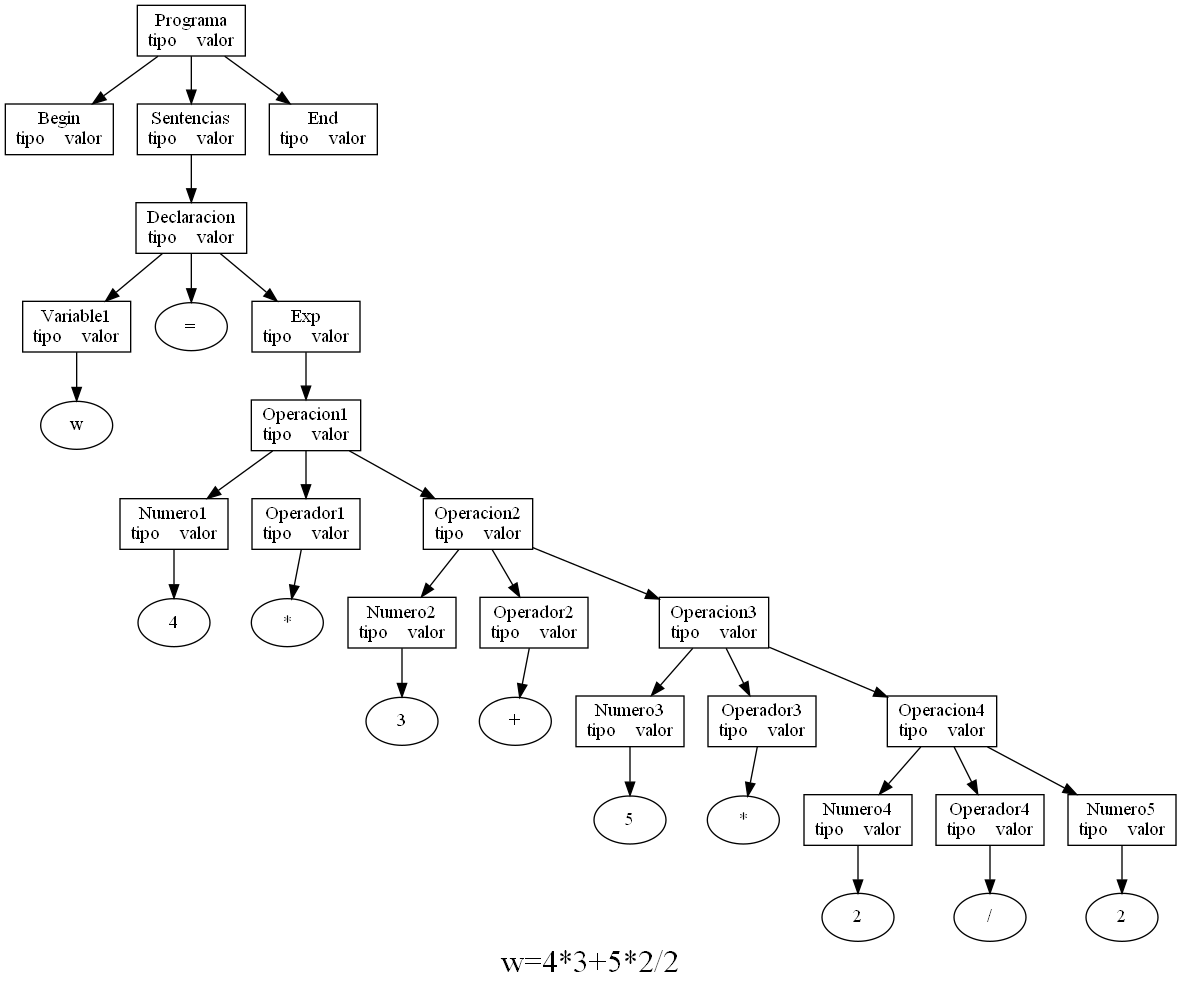 Programa
tipo valor
Begin
tipo valor
Sentencias
tipo valor
End
tipo valor
Declaracion
tipo valor
Variable1
tipo valor
=
Exp
tipo valor
w
Operacion1
tipo valor
Numero1
tipo valor
Operador1
tipo valor
Operacion2
tipo valor
4
*
Numero2
tipo valor
Operador2
tipo valor
Operacion3
tipo valor
3
+
Numero3
tipo valor
Operador3
tipo valor
Operacion4
tipo valor
5
*
Numero4
tipo valor
Operador4
tipo valor
Numero5
tipo valor
2
/
2
w=4*3+5*2/2